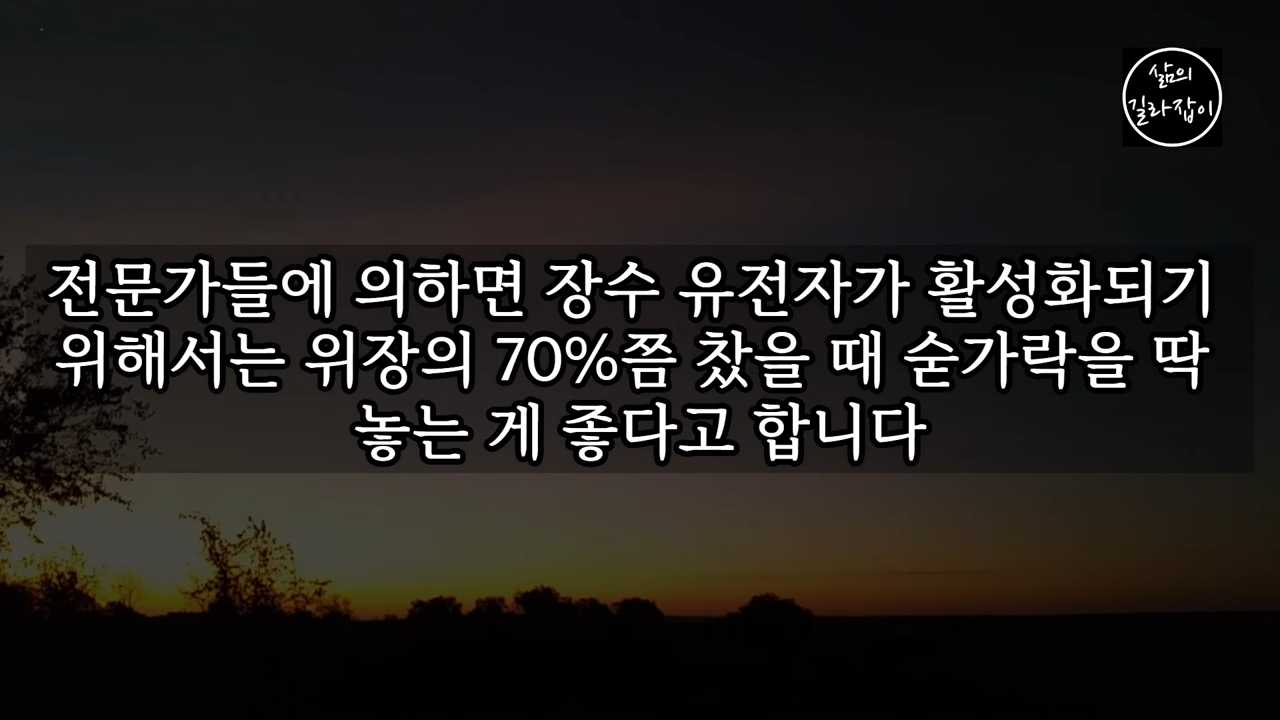 삶의
길라잡이
전문가들에 의하면 장수 유전자가 활성화되기
위해서는 위장의 70%쯤 찼을 때 숟가락을 딱
놓는 게 좋다고 합니다